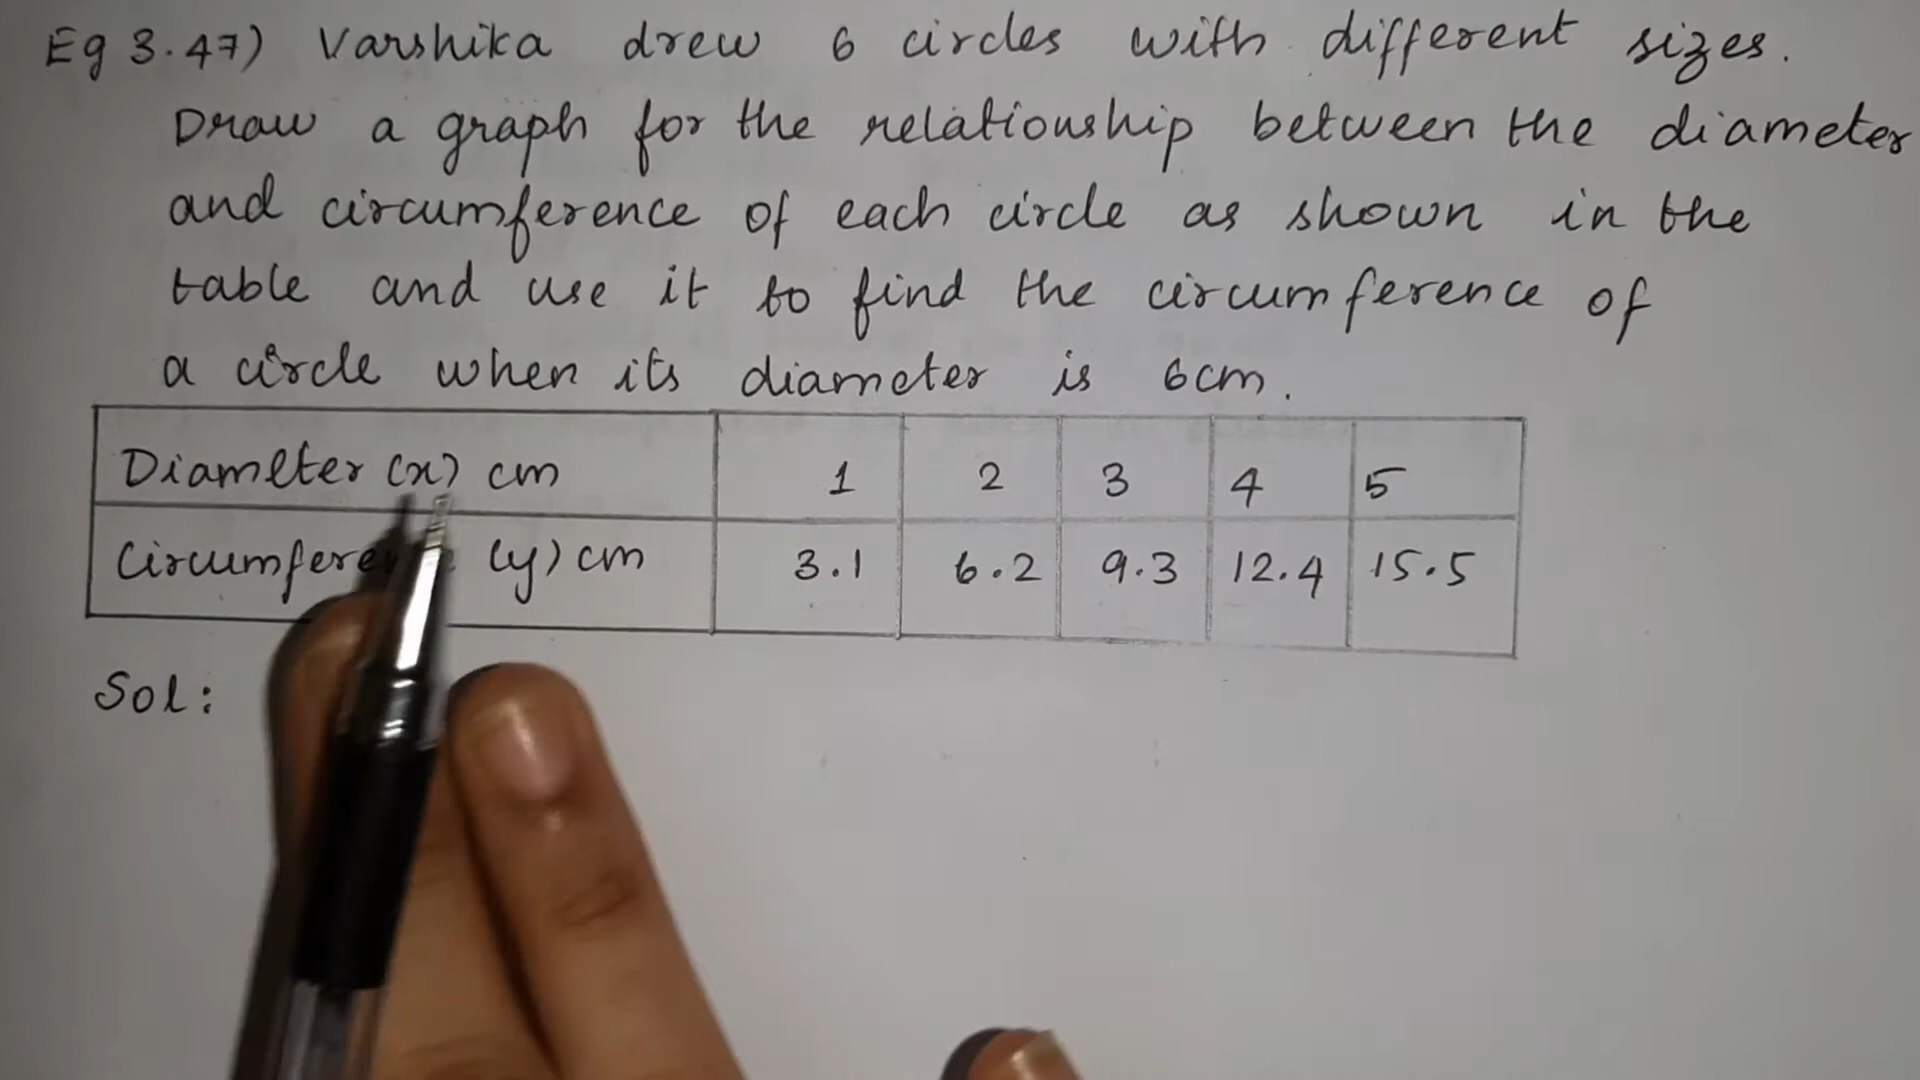 Eg 3.47) Varshika drew 6 circles with different sizes.
Draw a graph for the relationship between the diameter
and circumference of each circle as shown in the
table and use it to find the circumference of
a circle when its diameter is 6cm.
Diameter (x) cm 1 2 3 4 5
(y) cm 3.1 6.2 9.3 12.4 15.5
Sol: